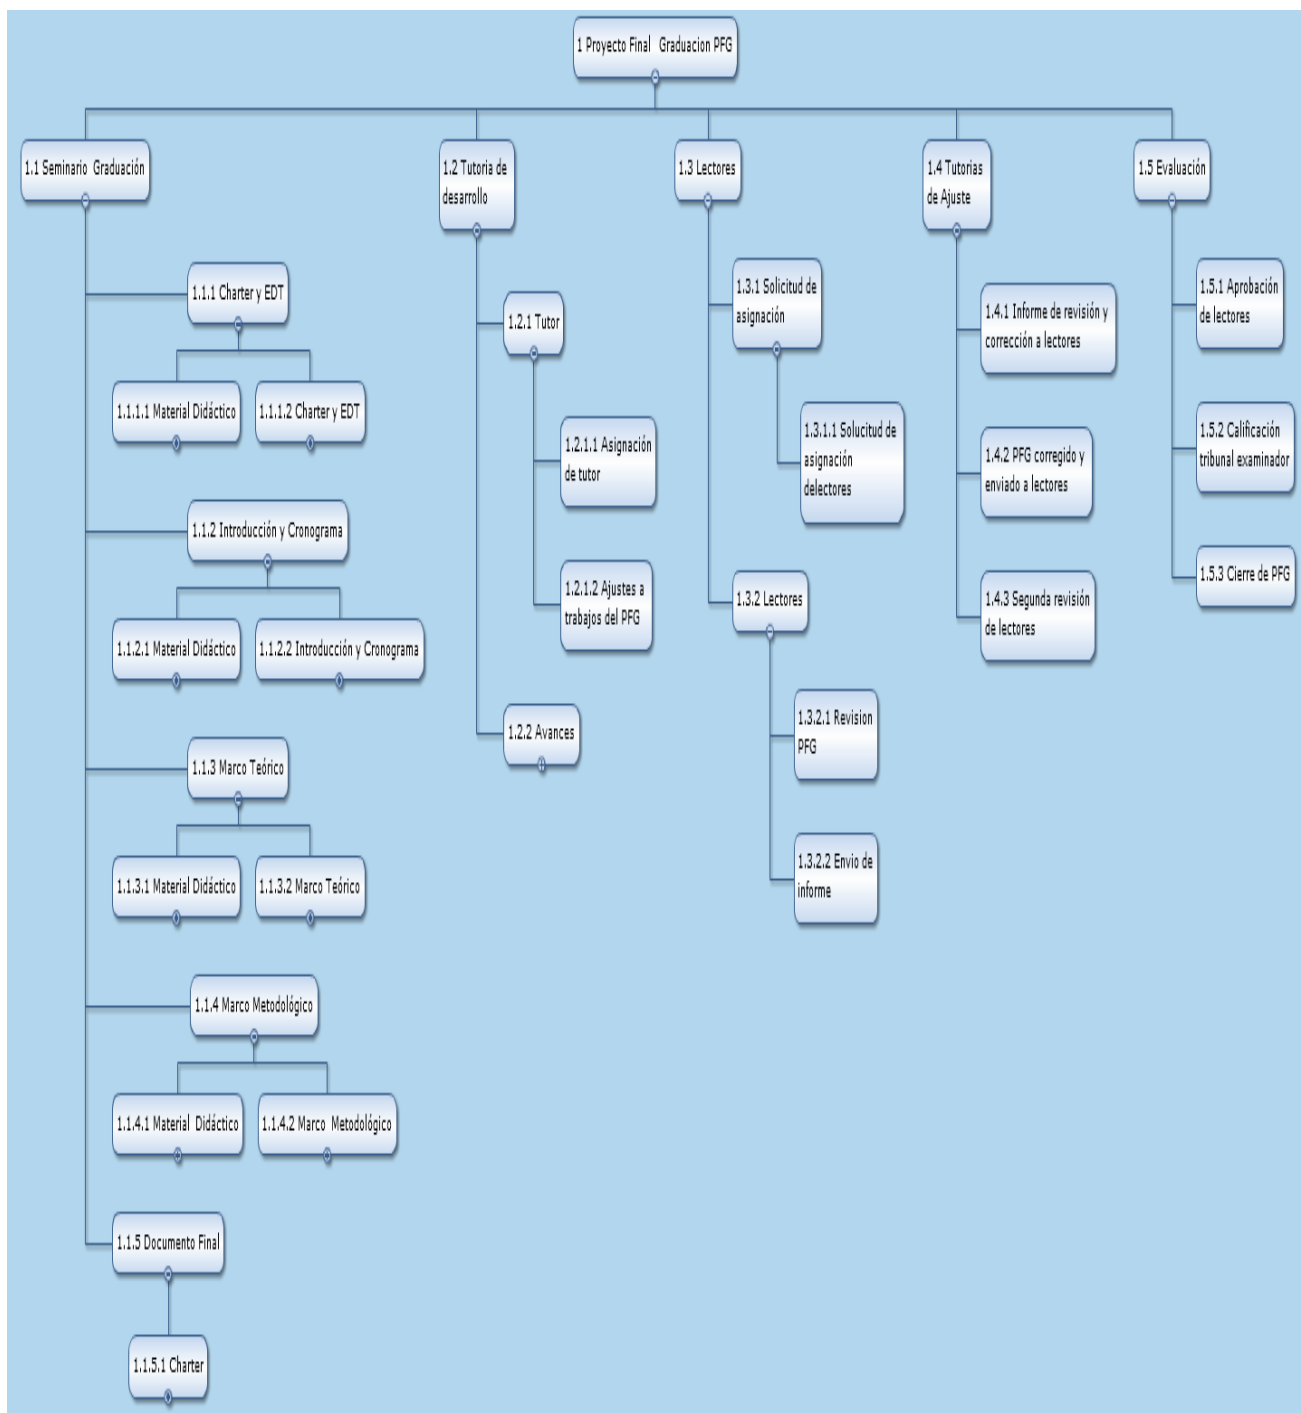 1 Proyecto Final Graduacion PFG
1.1 Seminario Graduación
1.1.1 Charter y EDT
1.1.1.1 Material Didáctico
1.1.1.2 Charter y EDT
1.1.2 Introducción y Cronograma
1.1.2.1 Material Didáctico
1.1.2.2 Introducción y Cronograma
1.1.3 Marco Teórico
1.1.3.1 Material Didáctico
1.1.3.2 Marco Teórico
1.1.4 Marco Metodológico
1.1.4.1 Material Didáctico
1.1.4.2 Marco Metodológico
1.1.5 Documento Final
1.1.5.1 Charter
1.2 Tutoria de
desarrollo
1.2.1 Tutor
1.2.1.1 Asignación
de tutor
1.2.1.2 Ajustes a
trabajos del PFG
1.2.2 Avances
1.3 Lectores
1.3.1 Solicitud de
asignación
1.3.1.1 Solucitud de
asignación
delectores
1.3.2 Lectores
1.3.2.1 Revision
PFG
1.3.2.2 Envio de
informe
1.4 Tutorias
de Ajuste
1.4.1 Informe de revisión y
corrección a lectores
1.4.2 PFG corregido y
enviado a lectores
1.4.3 Segunda revisión
de lectores
1.5 Evaluación
1.5.1 Aprobación
de lectores
1.5.2 Calificación
tribunal examinador
1.5.3 Cierre de PFG